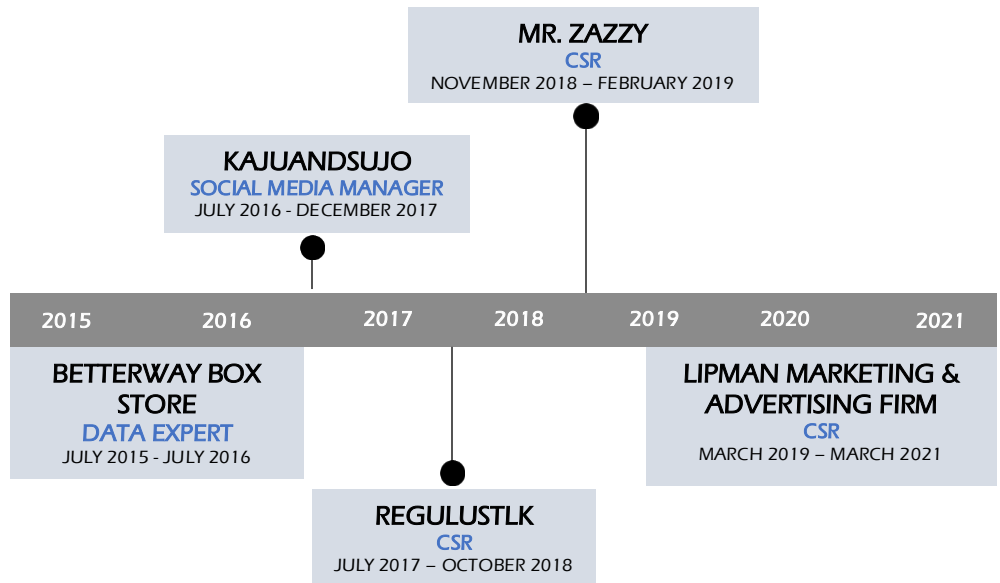 MR. ZAZZY
CSR
NOVEMBER 2018 – FEBRUARY 2019
KAJUANDSUJO
SOCIAL MEDIA MANAGER
JULY 2016 - DECEMBER 2017
2015 2016 2017 2018 2019 2020 2021
BETTERWAY BOX
STORE
DATA EXPERT
JULY 2015 - JULY 2016
LIPMAN MARKETING &
ADVERTISING FIRM
CSR
MARCH 2019 – MARCH 2021
REGULUSTLK
CSR
JULY 2017 – OCTOBER 2018